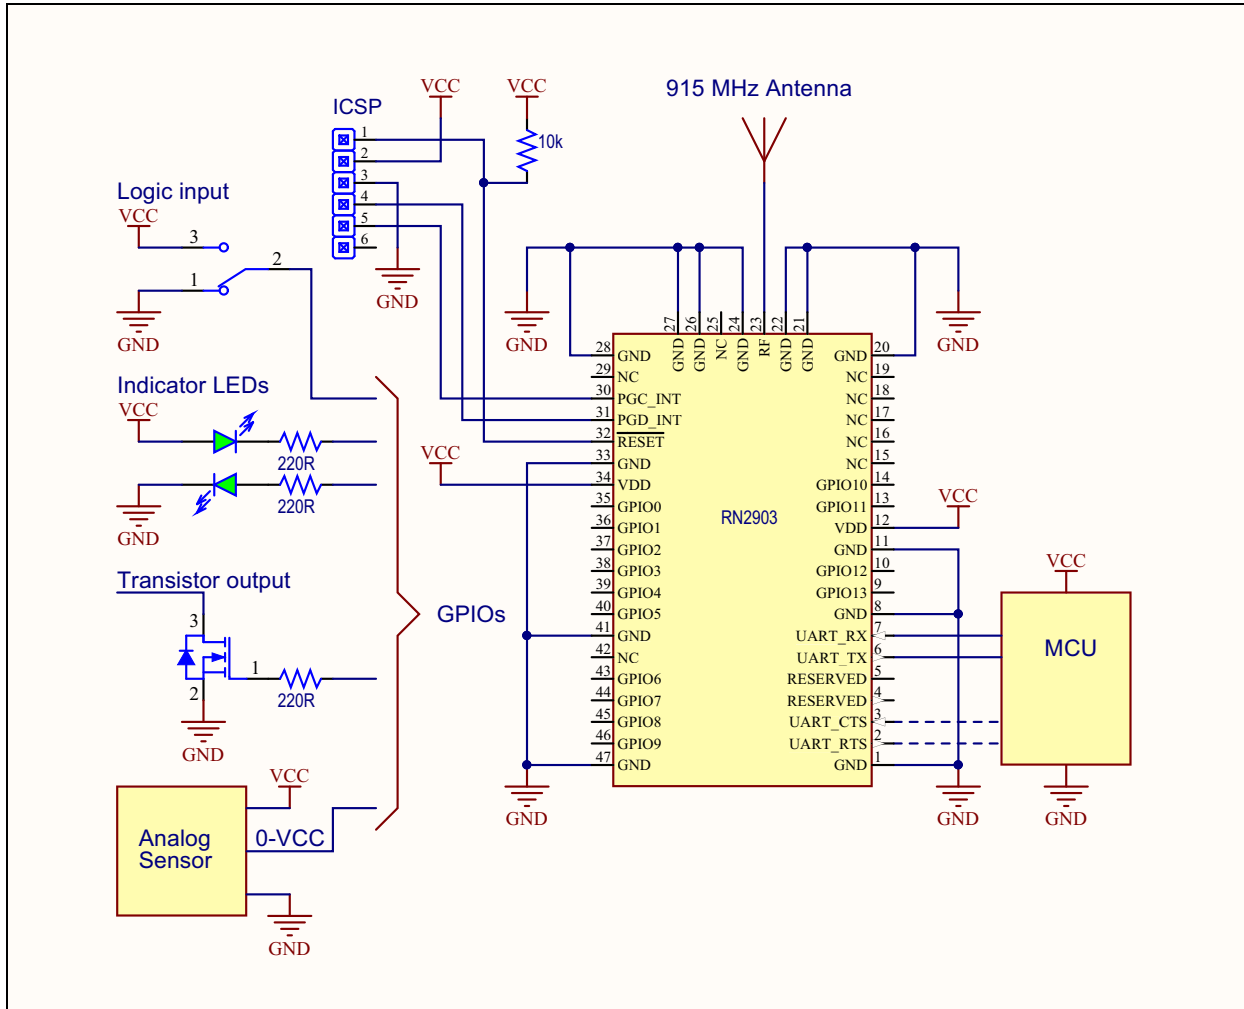 915 MHz Antenna
VCC
VCC
ICSP
10k
1
2
3
4
5
6
GND
Logic input
VCC
3
2
1
GND
Indicator LEDs
VCC
220R
220R
GND
Transistor output
3
1
2
220R
GND
VCC
Analog
Sensor
0-VCC
GND
GPIOs
GND
GND
27 GND
26 GND
25 NC
24 GND
23 RF
22 GND
21 GND
28 GND
29 NC
30 PGC_INT
31 PGD_INT
32 RESET
33 GND
34 VDD
35 GPIO0
36 GPIO1
37 GPIO2
38 GPIO3
39 GPIO4
40 GPIO5
41 GND
42 NC
43 GPIO6
44 GPIO7
45 GPIO8
46 GPIO9
47 GND
VCC
GND
RN2903
GND 20
NC 19
NC 18
NC 17
NC 16
NC 15
GPIO10 14
GPIO11 13
VDD 12
GND 11
GPIO12 10
GPIO13 9
GND 8
UART_RX 7
UART_TX 6
RESERVED 5
RESERVED 4
UART_CTS 3
UART_RTS 2
GND 1
VCC
GND
VCC
MCU
GND